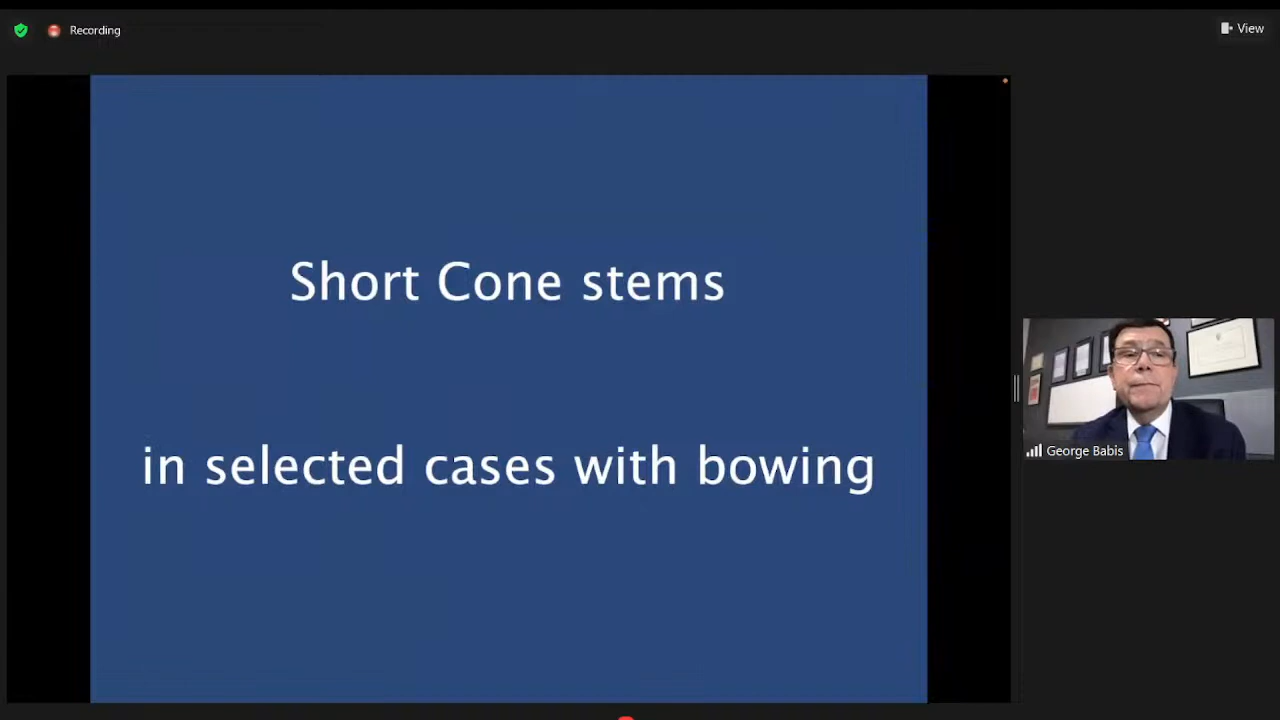 Recording
View
Short Cone stems
in selected cases with bowing
George Babis